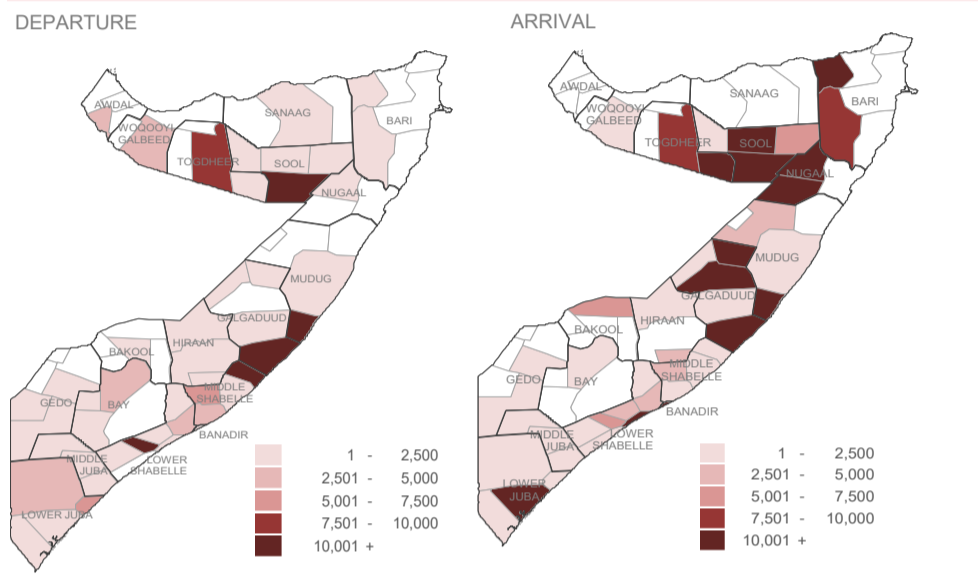 DEPARTURE
AWDAL
WOQOOYI
GALBEED
TOGDHEER
SANAAG
SOOL
BARI
NUGAAL
MUDUG
GALGADUUD
HIRAAN
BAKOOL
MIDDLE
SHABELLE
GEDO
BAY
BANADIR
MIDDLE
JUBA
LOWER
SHABELLE
LOWER JUBA
1 - 2,500
2,501 - 5,000
5,001 - 7,500
7,501 - 10,000
10,001 +
ARRIVAL
AWDAL
WOQOOYI
GALBEED
TOGDHEER
SANAAG
SOOL
BARI
NUGAAL
MUDUG
GALGADUUD
HIRAAN
BAKOOL
MIDDLE
SHABELLE
GEDO
BAY
BANADIR
MIDDLE
JUBA
LOWER
SHABELLE
LOWER
JUBA
1 - 2,500
2,501 - 5,000
5,001 - 7,500
7,501 - 10,000
10,001 +